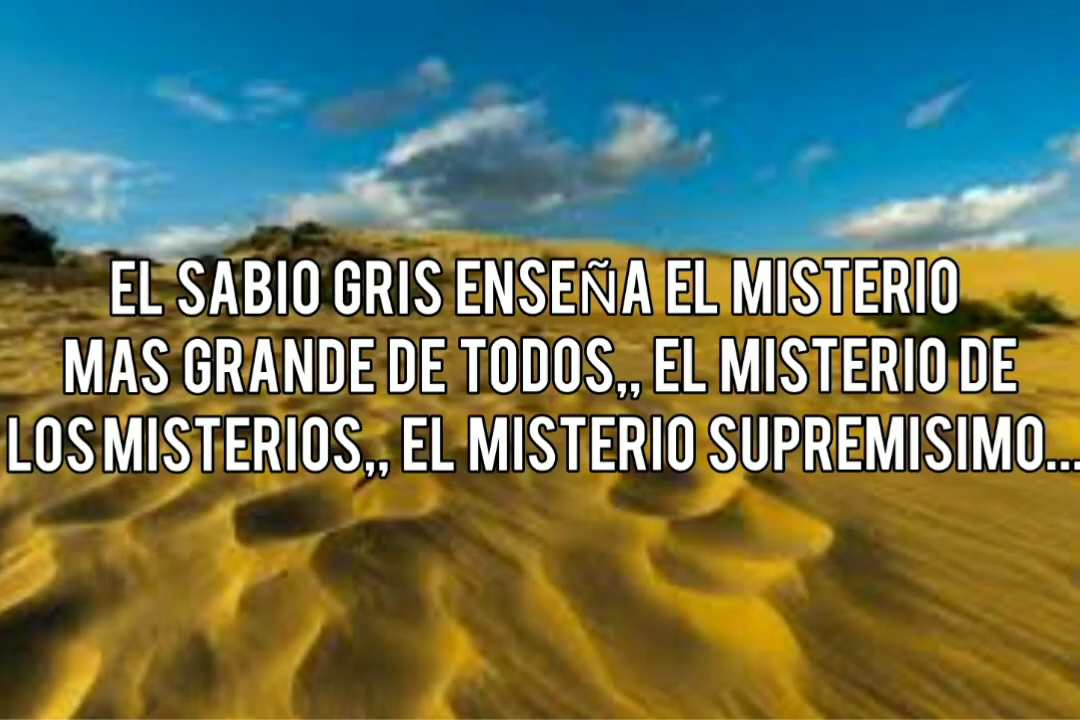 EL SABIO GRIS ENSEÑA EL MISTERIO
MAS GRANDE DE TODOS,, EL MISTERIO DE
LOS MISTERIOS,, EL MISTERIO SUPREMISIMO...